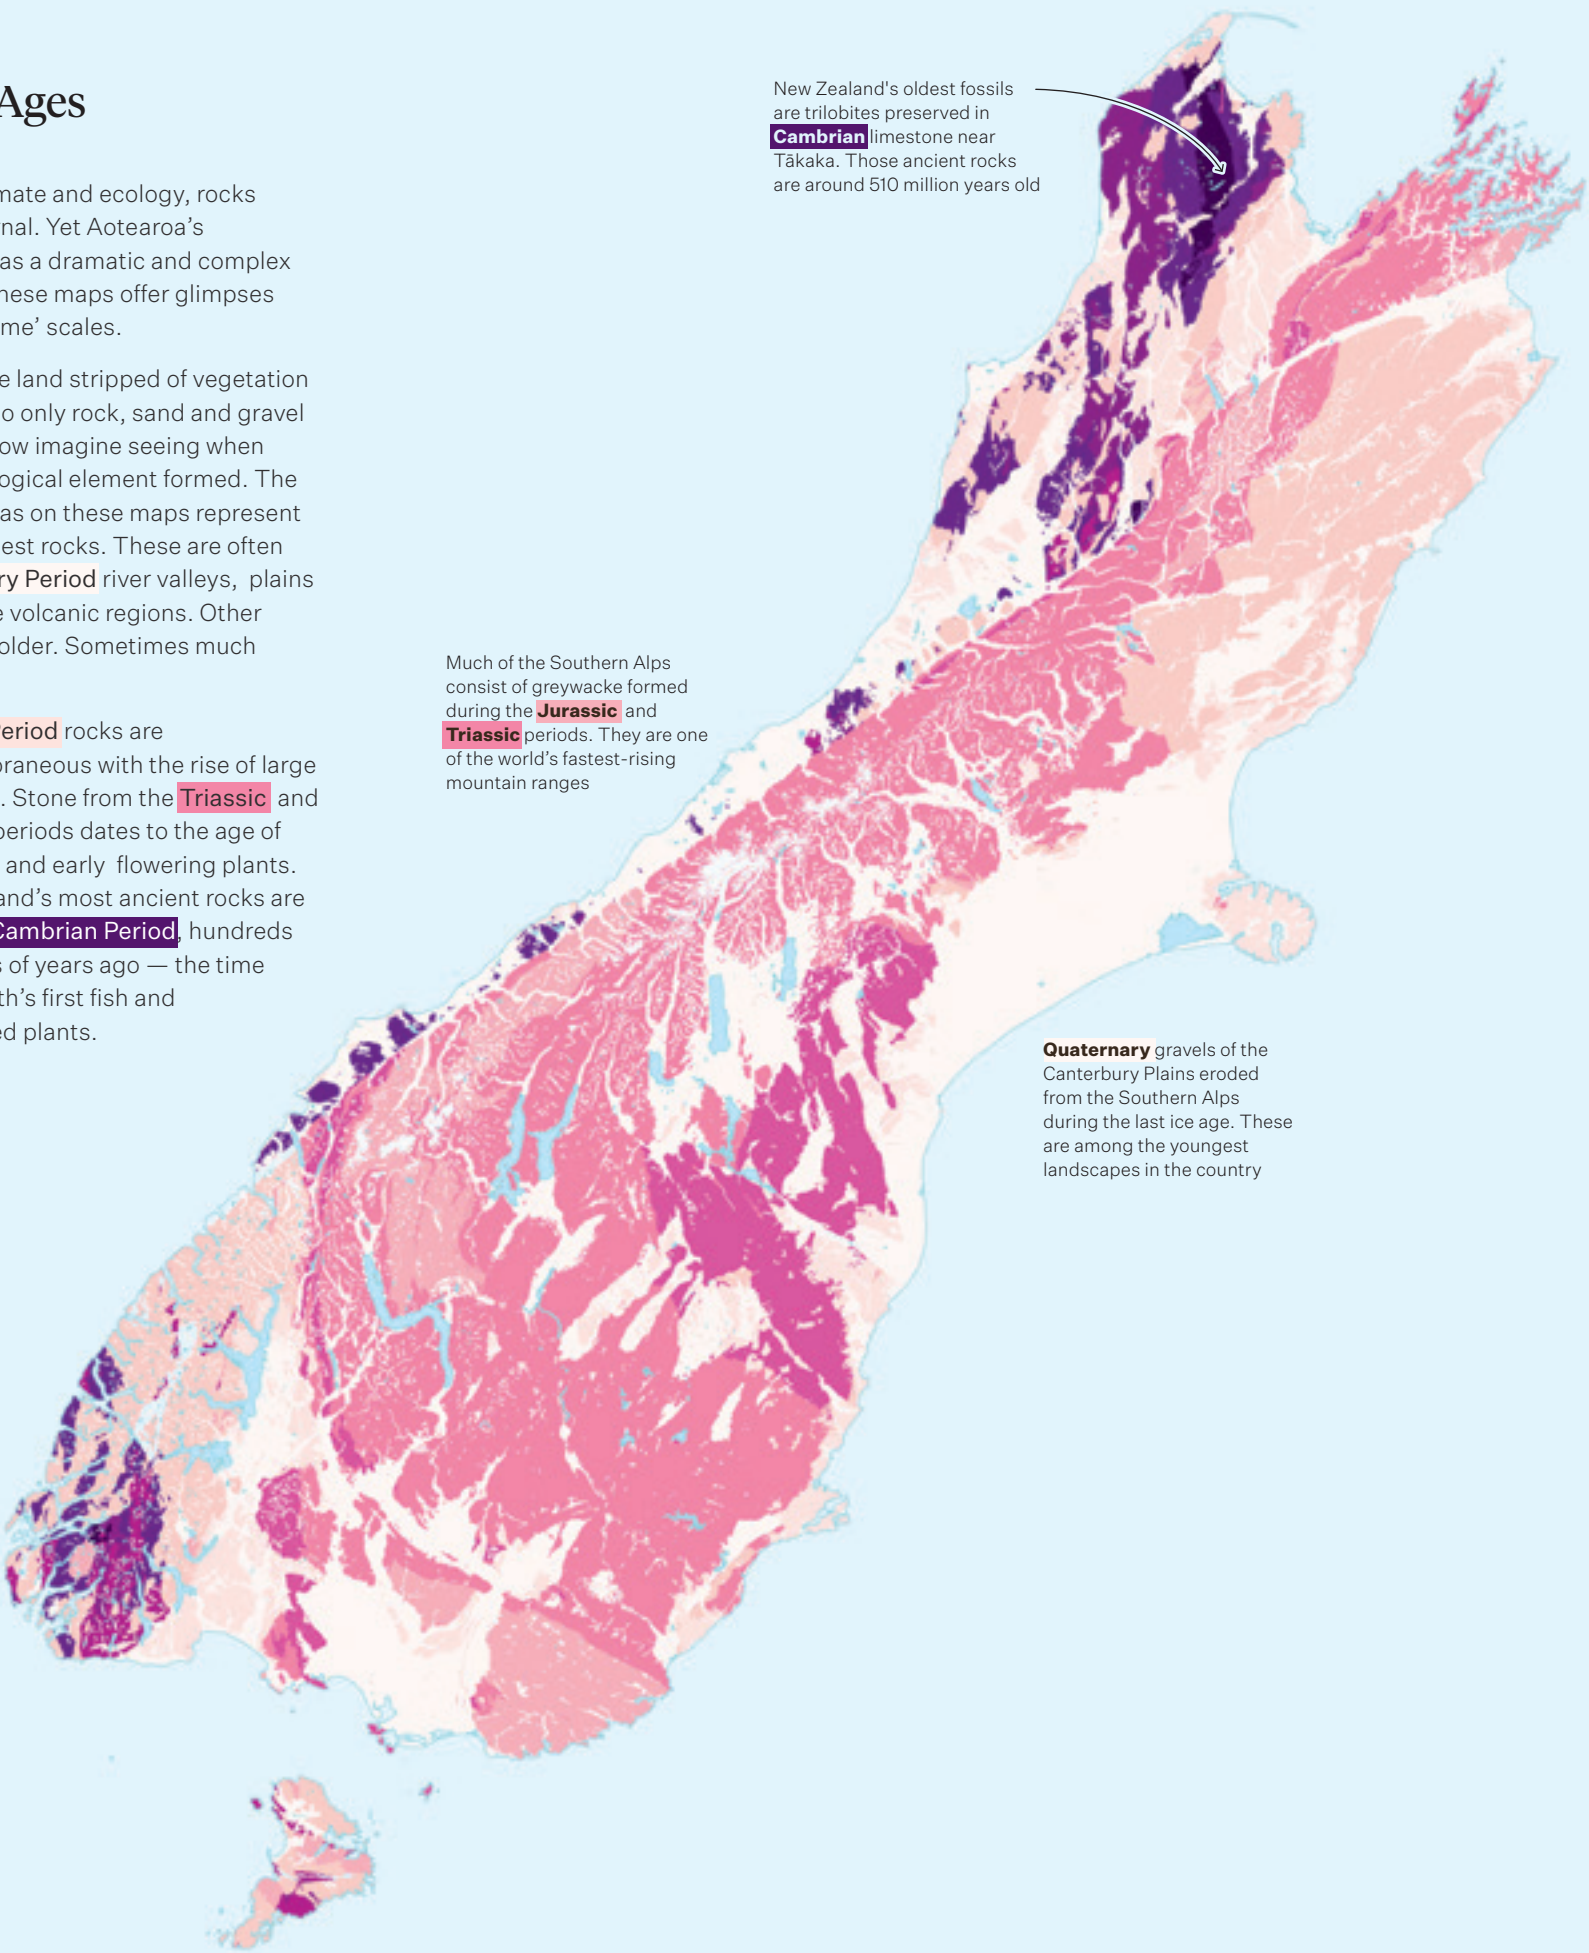 Ages
mate and ecology, rocks
nal. Yet Aotearoa’s
as a dramatic and complex
hese maps offer glimpses
me’ scales.
e land stripped of vegetation
o only rock, sand and gravel
ow imagine seeing when
ogical element formed. The
as on these maps represent
est rocks. These are often
ry Period river valleys, plains
e volcanic regions. Other
older. Sometimes much
Period rocks are
oraneous with the rise of large
. Stone from the Triassic and
periods dates to the age of
and early flowering plants.
and’s most ancient rocks are
Cambrian Period, hundreds
s of years ago — the time
th’s first fish and
ed plants.
New Zealand's oldest fossils
are trilobites preserved in
Cambrian limestone near
Tākaka. Those ancient rocks
are around 510 million years old
Much of the Southern Alps
consist of greywacke formed
during the Jurassic and
Triassic periods. They are one
of the world’s fastest-rising
mountain ranges
Quaternary gravels of the
Canterbury Plains eroded
from the Southern Alps
during the last ice age. These
are among the youngest
landscapes in the country